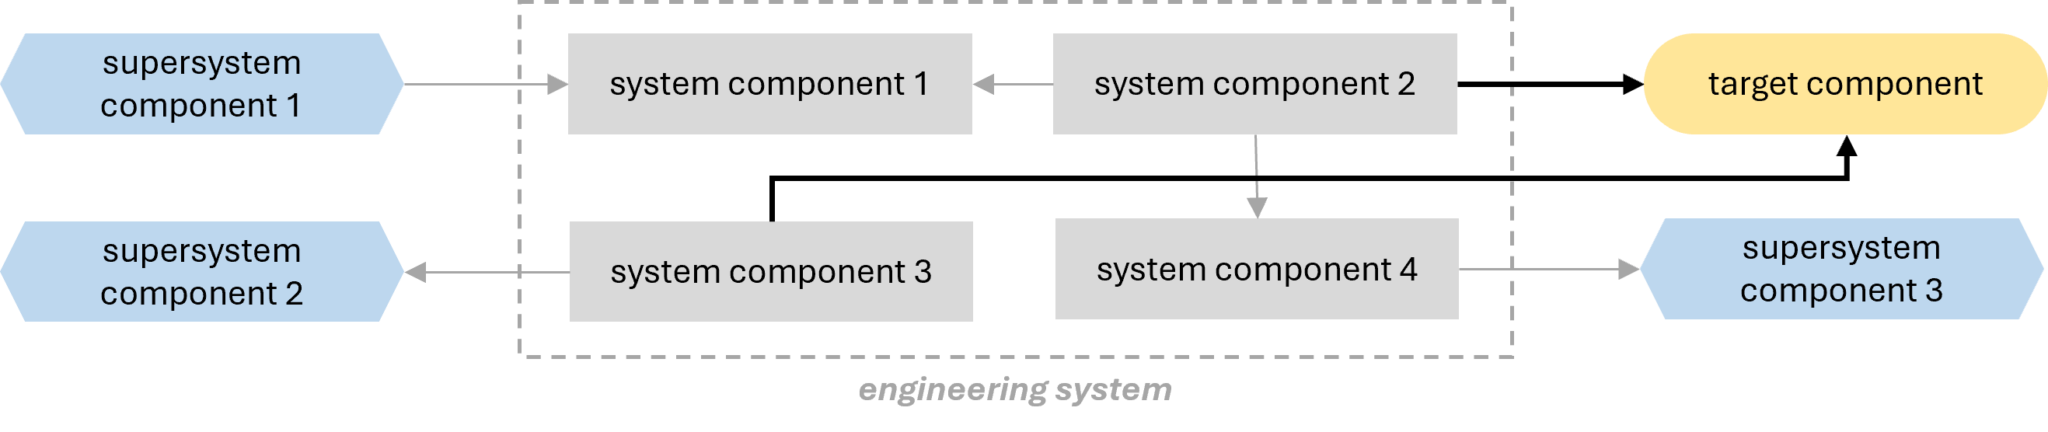 supersystem
component 1
system component 1
system component 2
target component
supersystem
component 2
system component 3
system component 4
supersystem
component 3
engineering system